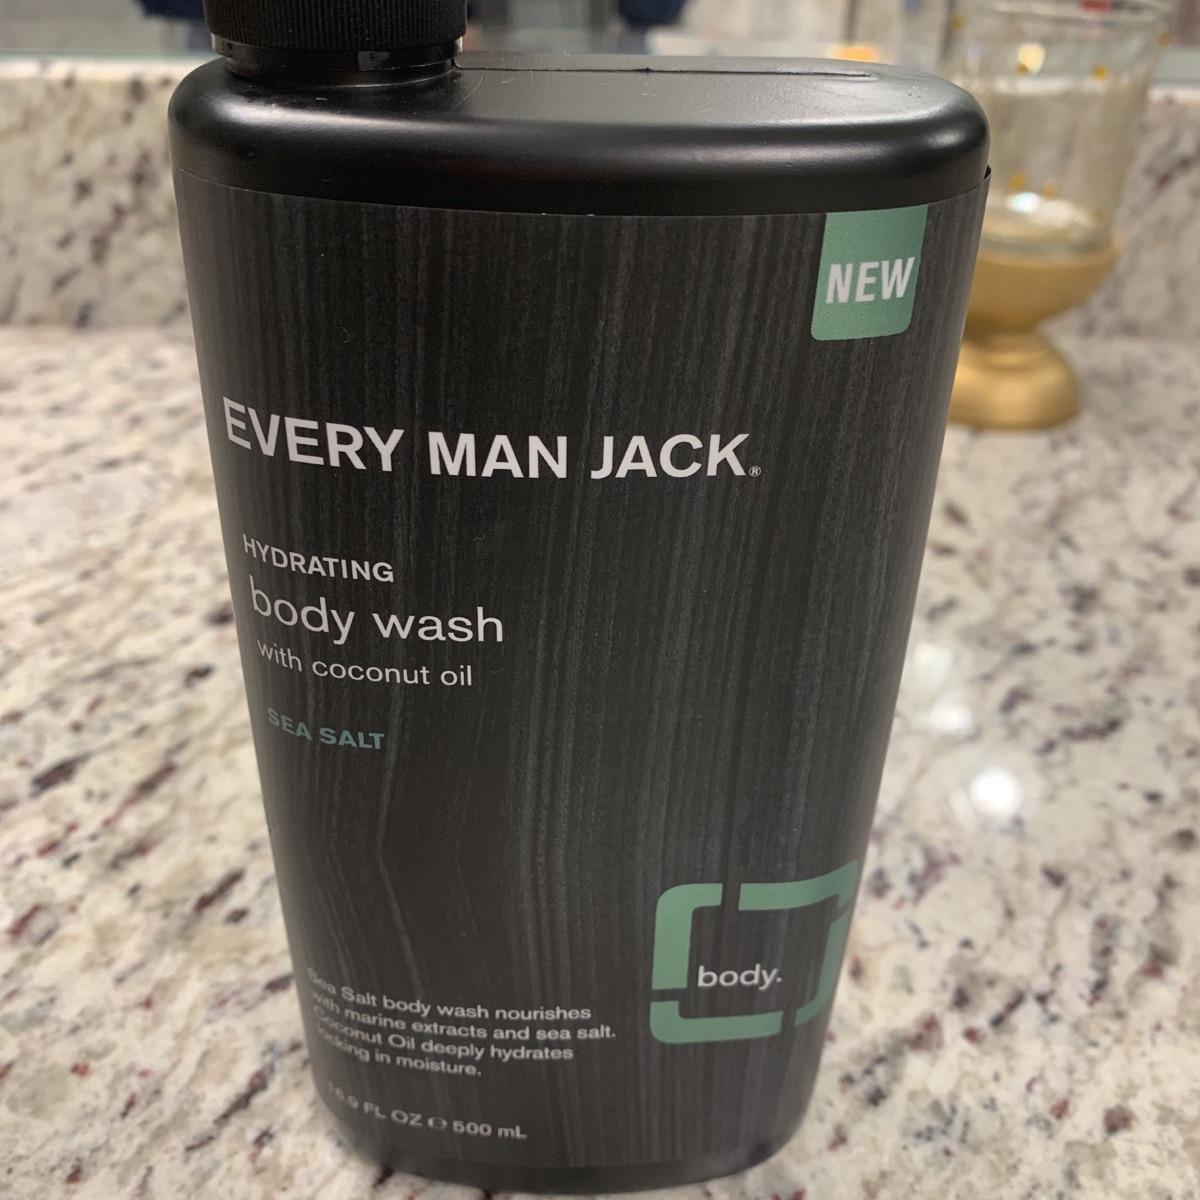 NEW
EVERY MAN JACK®
HYDRATING
body wash
with coconut oil
SEA SALT
body.
Sea Salt body wash nourishes
with marine extracts and sea salt.
Coconut Oil deeply hydrates
locking in moisture.
16.9 FL OZ ℮ 500 mL